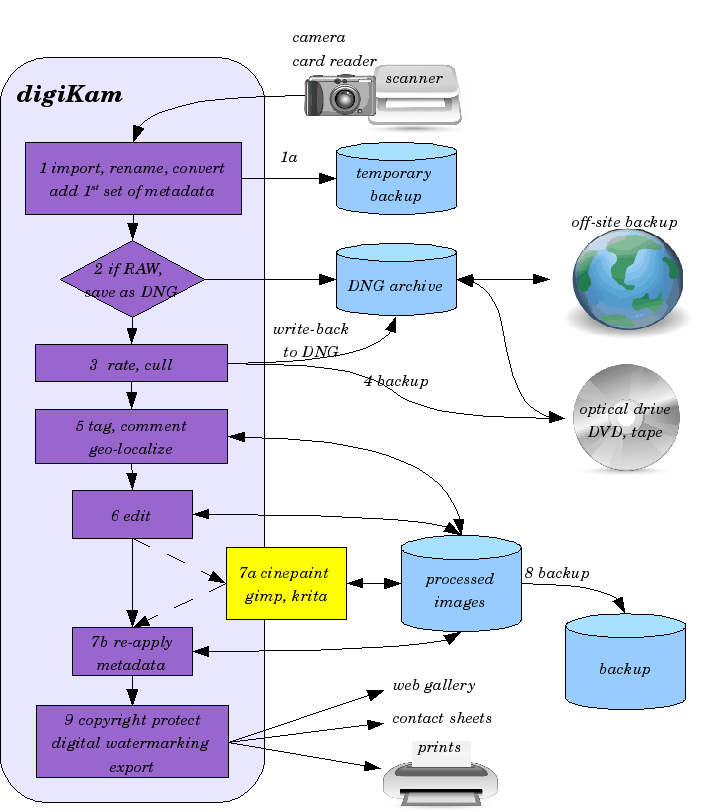 camera
card reader
scanner
digiKam
1 import, rename, convert
add 1st set of metadata
1a
temporary
backup
off-site backup
2 if RAW,
save as DNG
DNG archive
write-back
to DNG
3 rate, cull
4 backup
optical drive
DVD, tape
5 tag, comment
geo-localize
6 edit
7a cinepaint
gimp, krita
processed
images
8 backup
7b re-apply
metadata
backup
web gallery
contact sheets
9 copyright protect
digital watermarking
export
prints